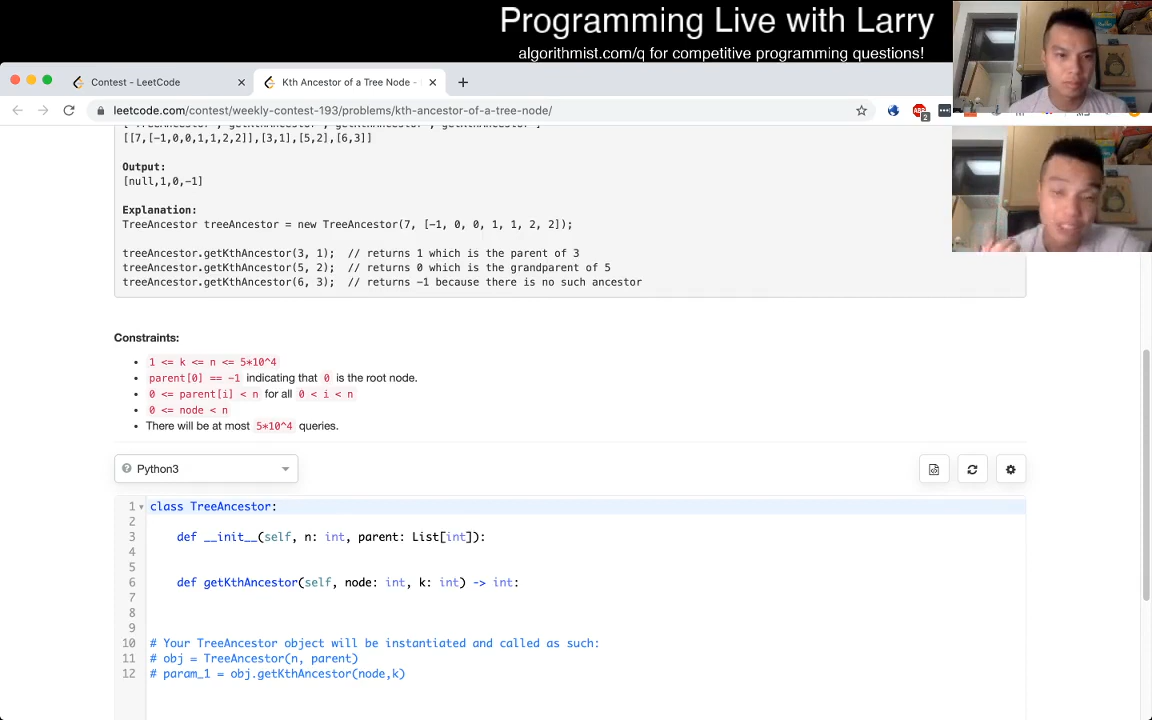 Programming Live with Larry
algorithmist.com/q for competitive programming questions!
Contest - LeetCode
Kth Ancestor of a Tree Node -
leetcode.com/contest/weekly-contest-193/problems/kth-ancestor-of-a-tree-node/
[[7,[-1,0,0,1,1,2,2]],[3,1],[5,2],[6,3]]
Output:
[null,1,0,-1]
Explanation:
TreeAncestor treeAncestor = new TreeAncestor(7, [-1, 0, 0, 1, 1, 2, 2]);
treeAncestor.getKthAncestor(3, 1);  // returns 1 which is the parent of 3
treeAncestor.getKthAncestor(5, 2);  // returns 0 which is the grandparent of 5
treeAncestor.getKthAncestor(6, 3);  // returns -1 because there is no such ancestor
Constraints:
1 <= k <= n <= 5*10^4
parent[0] == -1 indicating that 0 is the root node.
0 <= parent[i] < n for all 0 < i < n
0 <= node < n
There will be at most 5*10^4 queries.
Python3
1 class TreeAncestor:
2
3 def __init__(self, n: int, parent: List[int]):
4
5
6 def getKthAncestor(self, node: int, k: int) -> int:
7
8
9
10 # Your TreeAncestor object will be instantiated and called as such:
11 # obj = TreeAncestor(n, parent)
12 # param_1 = obj.getKthAncestor(node,k)